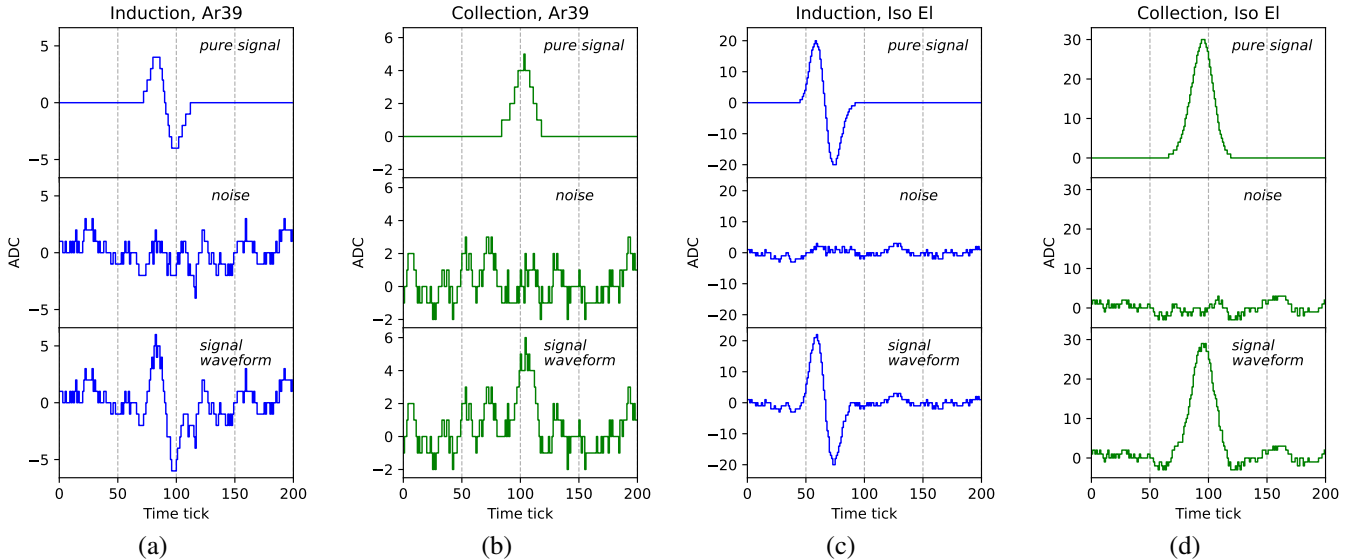 Induction, Ar39
pure signal
5
0
−5
noise
5
0
−5
signal
waveform
5
0
−5
ADC
0 50 100 150 200
Time tick
(a)
Collection, Ar39
pure signal
6
4
2
0
−2
noise
6
4
2
0
−2
signal
waveform
6
4
2
0
−2
ADC
0 50 100 150 200
Time tick
(b)
Induction, Iso El
pure signal
20
10
0
−10
−20
noise
20
10
0
−10
−20
signal
waveform
20
10
0
−10
−20
ADC
0 50 100 150 200
Time tick
(c)
Collection, Iso El
pure signal
30
20
10
0
noise
30
20
10
0
signal
waveform
30
20
10
0
ADC
0 50 100 150 200
Time tick
(d)